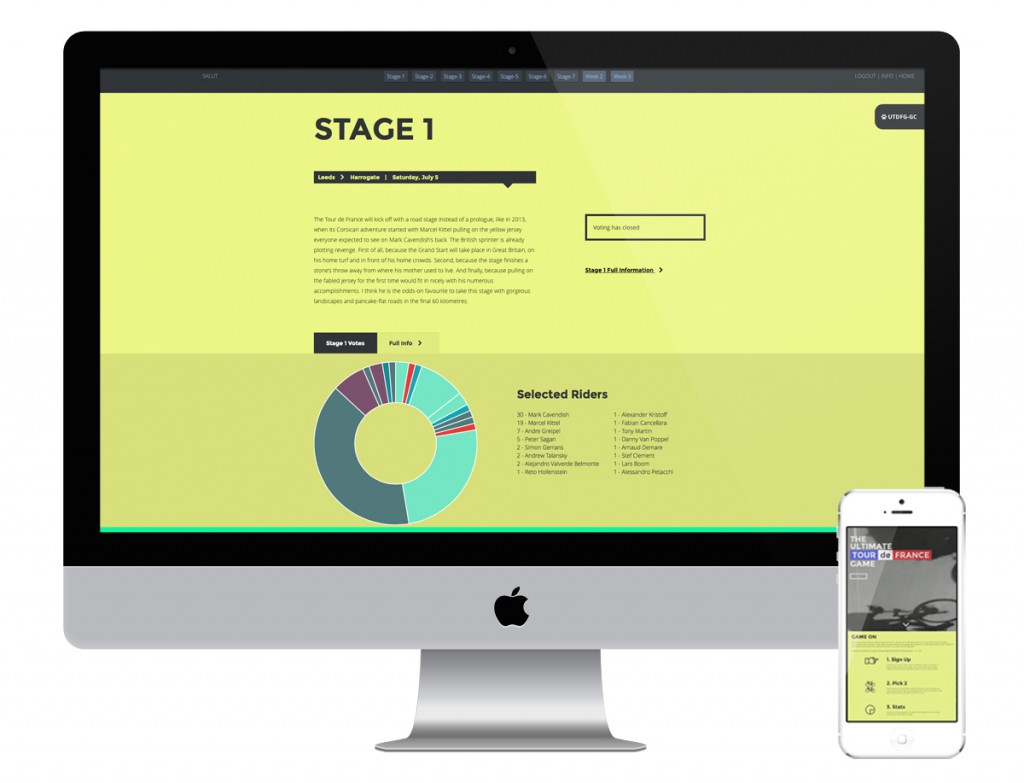 SALUT
Stage-1 Stage-2 Stage-3 Stage-4 Stage-5 Stage-6 Stage-7 Week 2 Week 3
LOGOUT | INFO | HOME
UTDFG-GC
STAGE 1
Leeds > Harrogate | Saturday, July 5
The Tour de France will kick off with a road stage instead of a prologue, like in 2013,
when its Corsican adventure started with Marcel Kittel pulling on the yellow jersey
everyone expected to see on Mark Cavendish's back. The British sprinter is already
plotting revenge. First of all, because the Grand Start will take place in Great Britain, on
his home turf and in front of his home crowds. Second, because the stage finishes a
stone's throw away from where his mother used to live. And finally, because pulling on
the fabled jersey for the first time would fit in nicely with his numerous
accomplishments. I think he is the odds-on favourite to take this stage with gorgeous
landscapes and pancake-flat roads in the final 60 kilometres
Voting has closed
Stage 1 Full Information >
Stage 1 Votes
Full Info >
Selected Riders
30 - Mark Cavendish
19 - Marcel Kittel
7 - Andre Greipel
5 - Peter Sagan
2 - Simon Gerrans
2 - Andrew Talansky
2 - Alejandro Valverde Belmonte
1 - Reto Hollenstein
1 - Alexander Kristoff
1 - Fabian Cancellara
1 - Tony Martin
1 - Danny Van Poppel
1 - Arnaud Demare
1 - Stef Clement
1 - Lars Boom
1 - Alessandro Petacchi
THE
ULTIMATE
TOUR de FRANCE
GAME
GAME ON
1. Sign Up
2. Pick 2
3. Stats